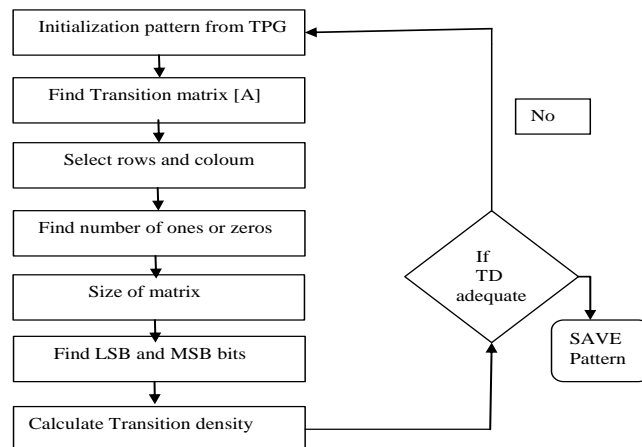 Initialization pattern from TPG
Find Transition matrix [A]
Select rows and coloum
Find number of ones or zeros
Size of matrix
Find LSB and MSB bits
Calculate Transition density
If
TD
adequate
No
SAVE
Pattern